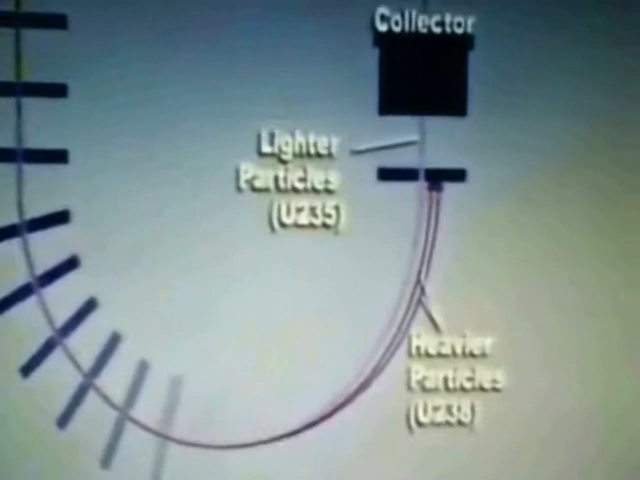 Collector
Lighter
Particles
(U235)
Heavier
Particles
(U238)